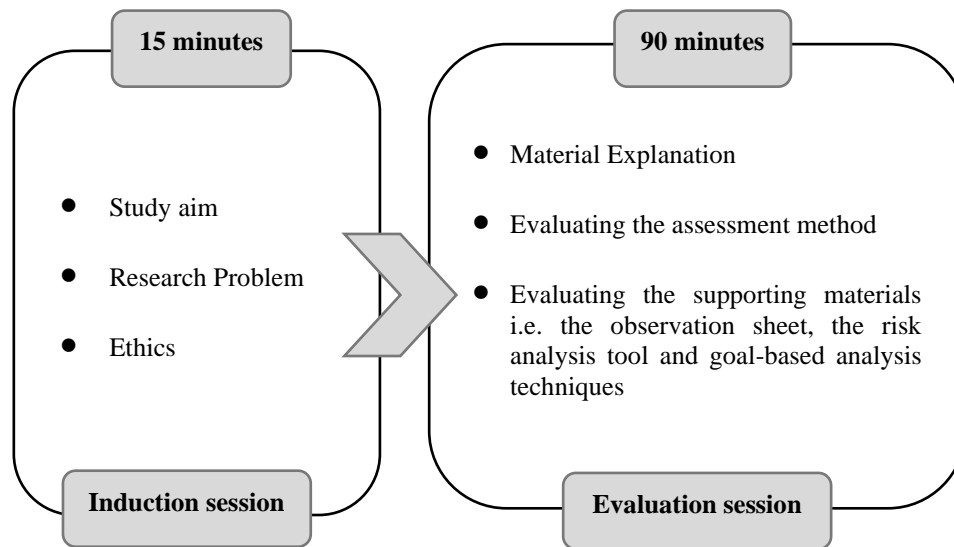 15 minutes
● Study aim
● Research Problem
● Ethics
Induction session
90 minutes
● Material Explanation
● Evaluating the assessment method
● Evaluating the supporting materials
i.e. the observation sheet, the risk
analysis tool and goal-based analysis
techniques
Evaluation session